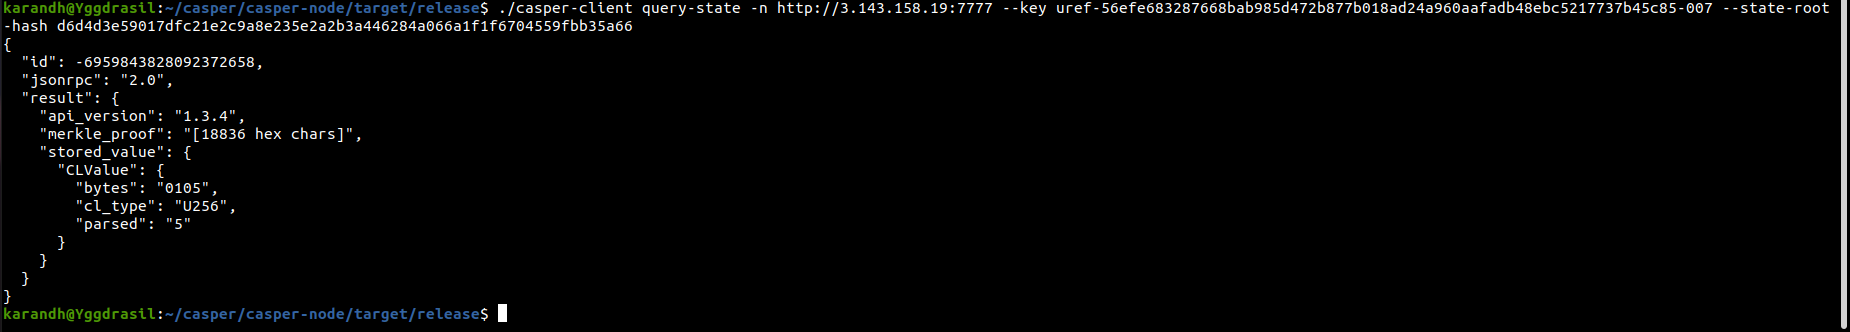 karandh@Yggdrasil:~/casper/casper-node/target/release$ ./casper-client query-state -n http://3.143.158.19:7777 --key uref-56efe683287668bab985d472b877b018ad24a960aafadb48ebc5217737b45c85-007 --state-root
-hash d6d4d3e59017dfc21e2c9a8e235e2a2b3a446284a066a1f1f6704559fbb35a66
{
  "id": -6959843828092372658,
  "jsonrpc": "2.0",
  "result": {
    "api_version": "1.3.4",
    "merkle_proof": "[18836 hex chars]",
    "stored_value": {
      "CLValue": {
        "bytes": "0105",
        "cl_type": "U256",
        "parsed": "5"
      }
    }
  }
}
karandh@Yggdrasil:~/casper/casper-node/target/release$